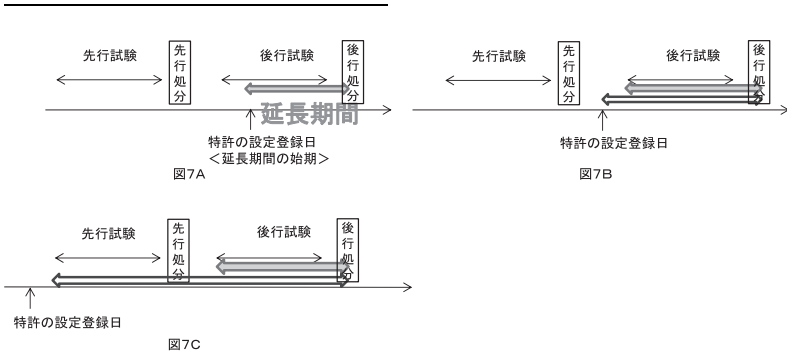 先行試験
先行処分
後行試験
後行処分
延長期間
特許の設定登録日
＜延長期間の始期＞
図7A
先行試験
先行処分
後行試験
後行処分
特許の設定登録日
図7B
先行試験
先行処分
後行試験
後行処分
特許の設定登録日
図7C